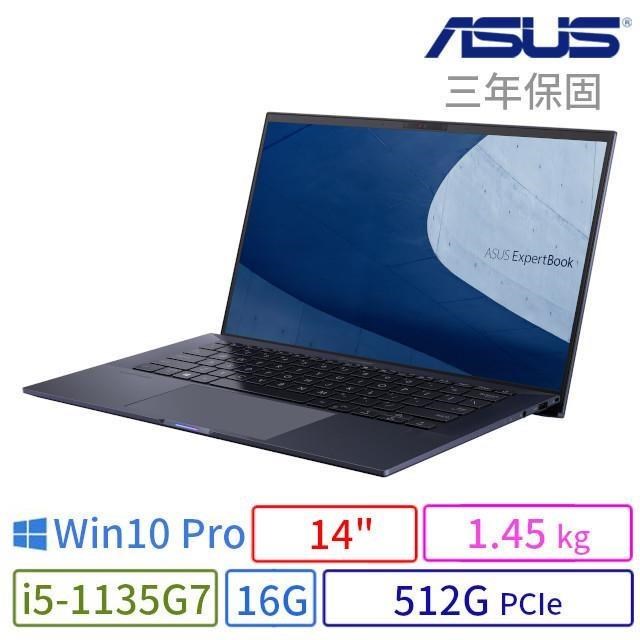 ASUS®
三年保固
ASUS ExpertBook
Win10 Pro
14"
1.45 kg
i5-1135G7
16G
512G PCIe